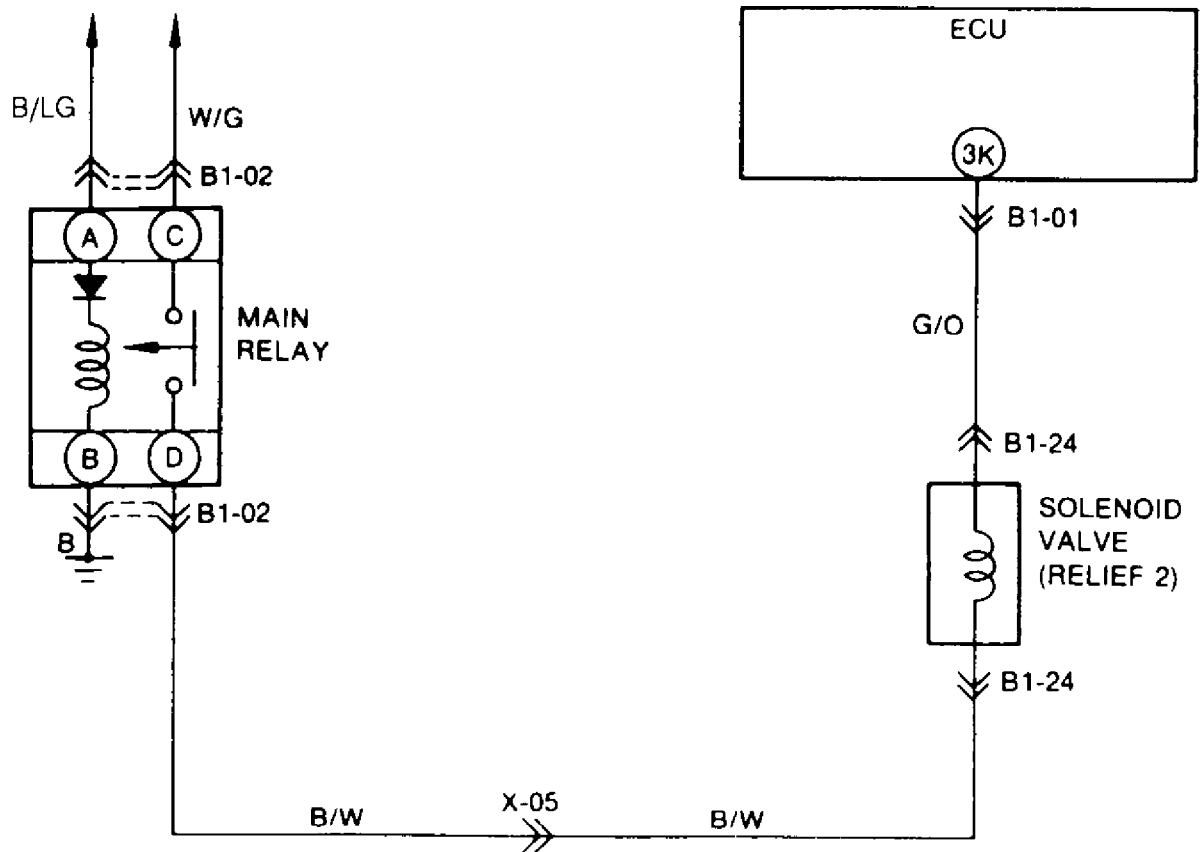 ECU
B/LG
W/G
3K
B1-02
B1-01
A
C
G/O
MAIN
RELAY
B1-24
B
D
B1-02
SOLENOID
VALVE
(RELIEF 2)
B
B1-24
X-05
B/W
B/W